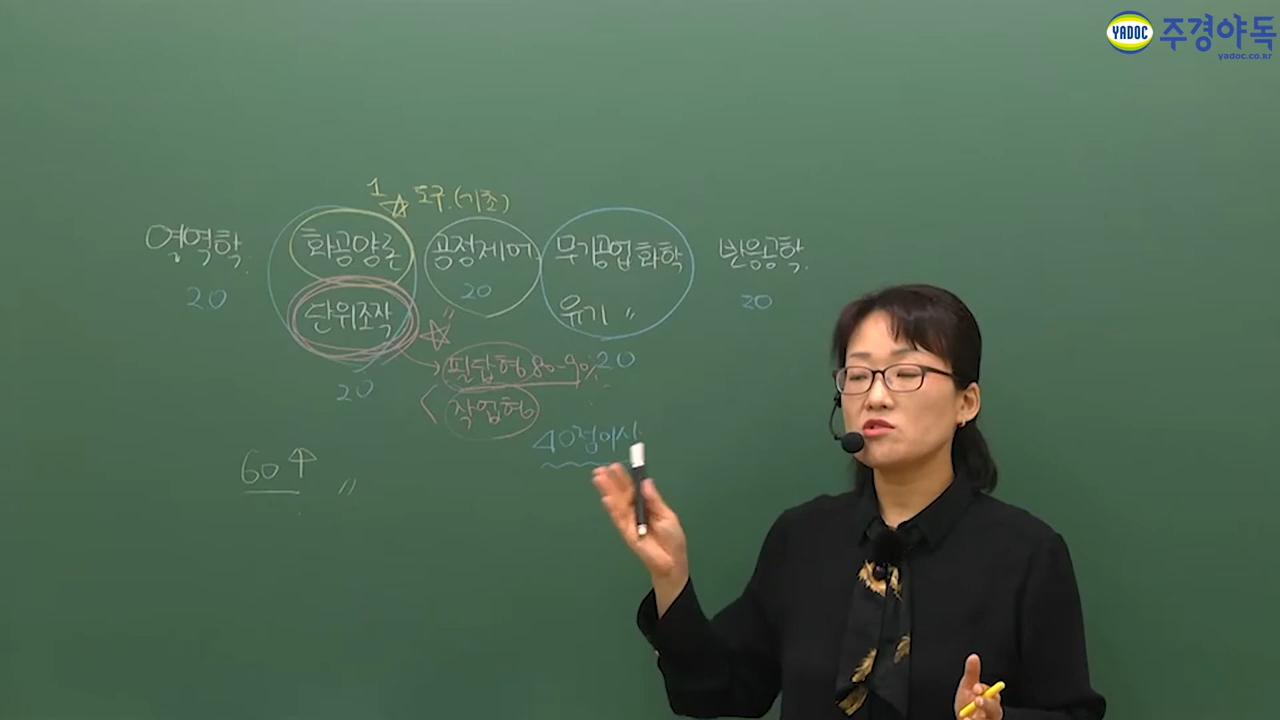 YADOC 주경야독
yadoc.co.kr
1 ☆ 도구.(기초)
열역학. 화공양론 공정제어. 무기공업화학 반응공학.
단위조작 유기 〃
20 20 20
☆
필답형 80-90% 20
20
작업형
40점이상
60↑ 〃